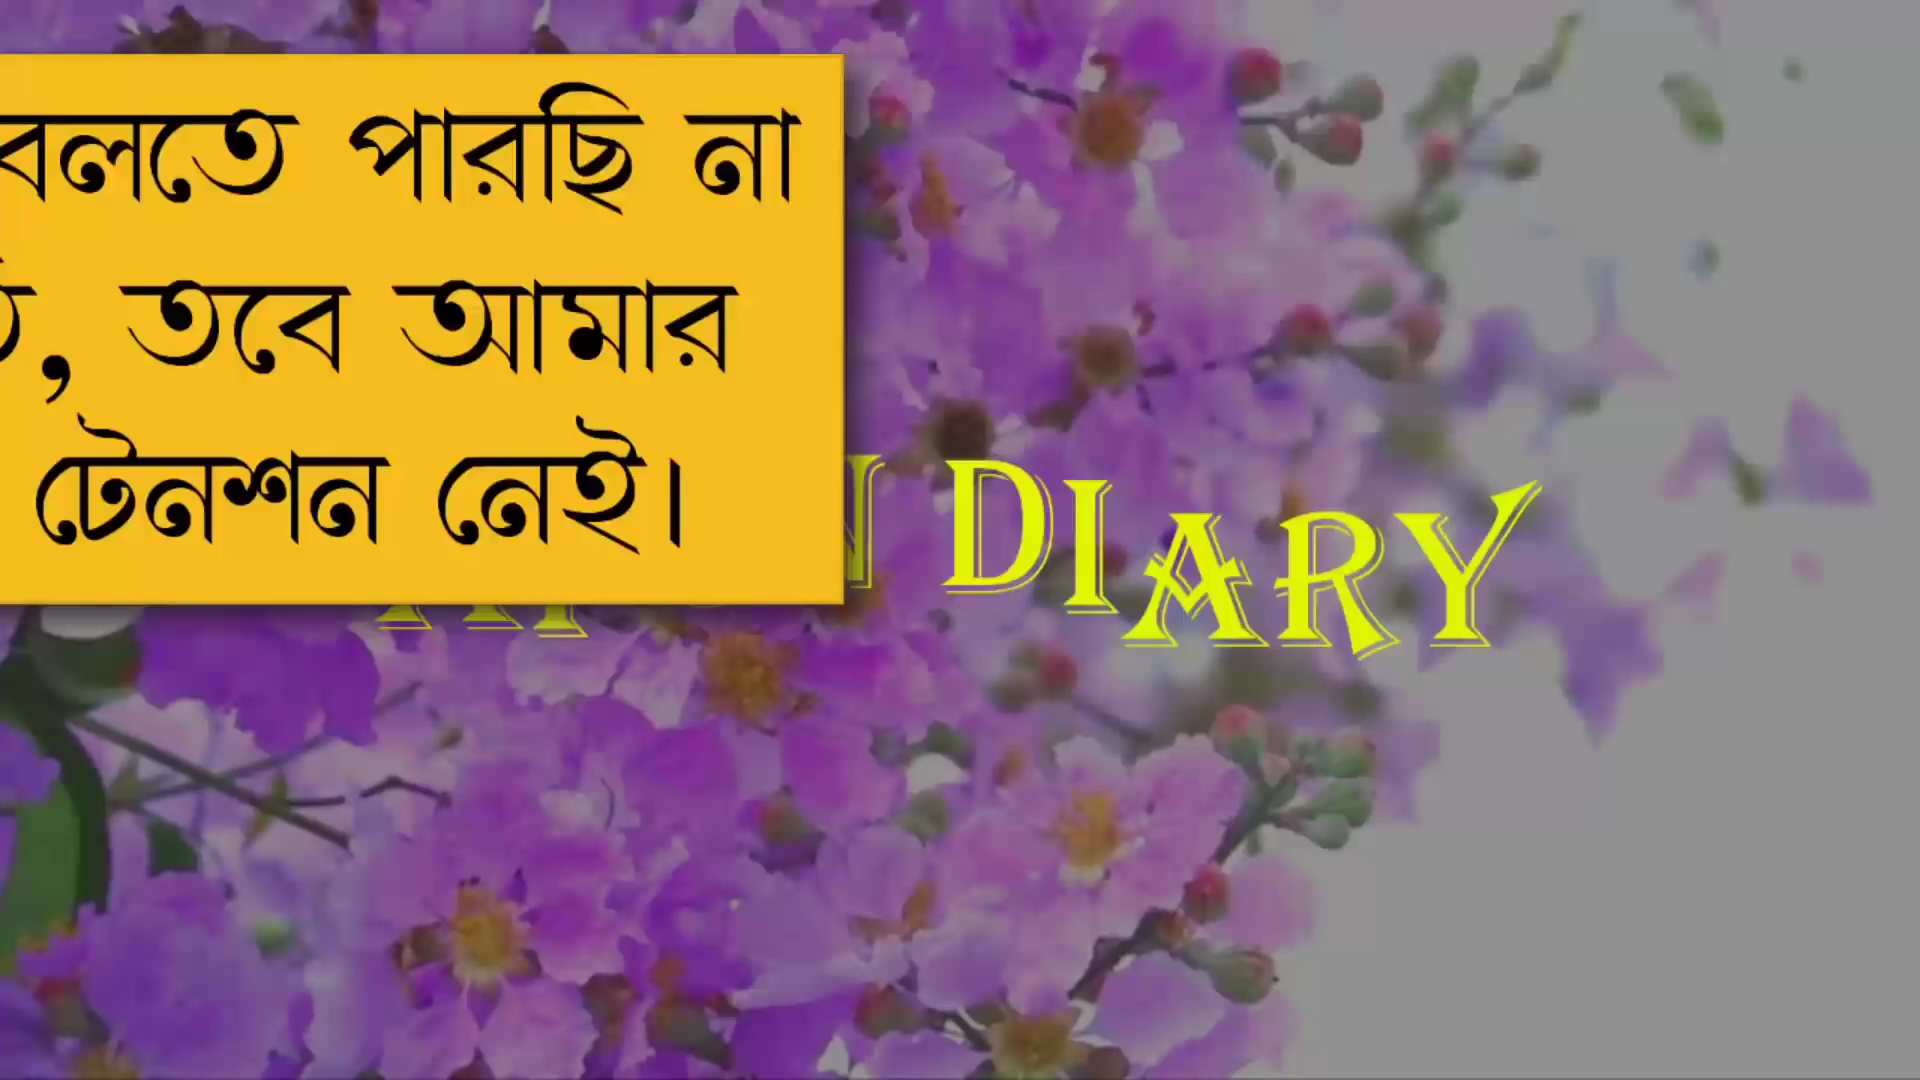 বলতে পারছি না
, তবে আমার
টেনশন নেই।
DIARY